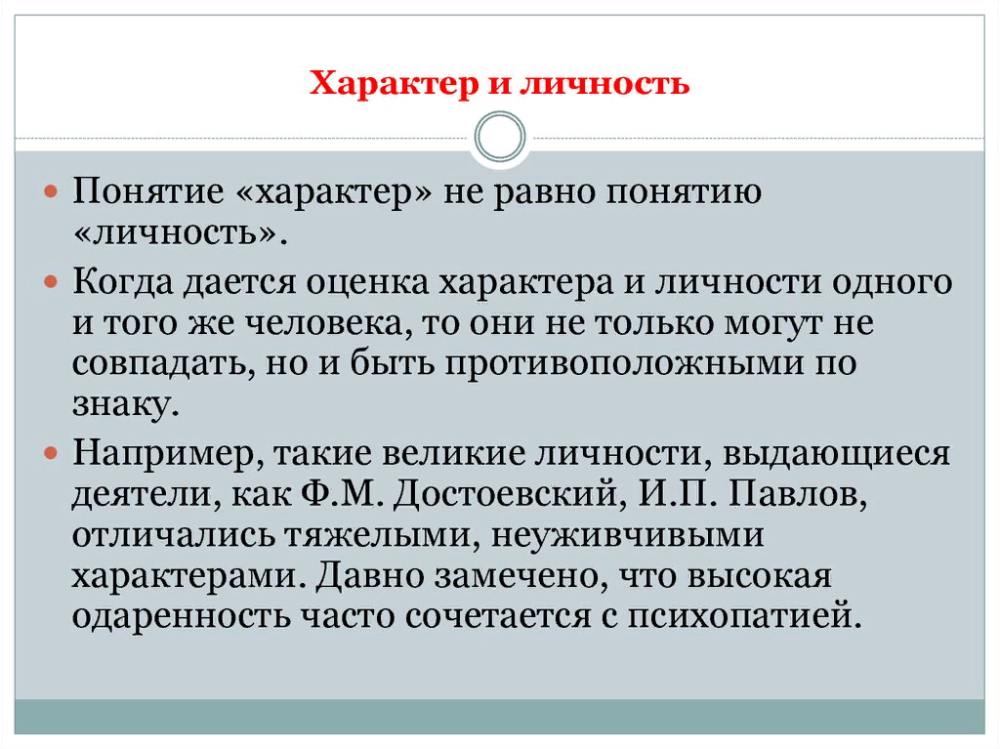 Характер и личность
• Понятие «характер» не равно понятию
«личность».
• Когда дается оценка характера и личности одного
и того же человека, то они не только могут не
совпадать, но и быть противоположными по
знаку.
• Например, такие великие личности, выдающиеся
деятели, как Ф.М. Достоевский, И.П. Павлов,
отличались тяжелыми, неуживчивыми
характерами. Давно замечено, что высокая
одаренность часто сочетается с психопатией.